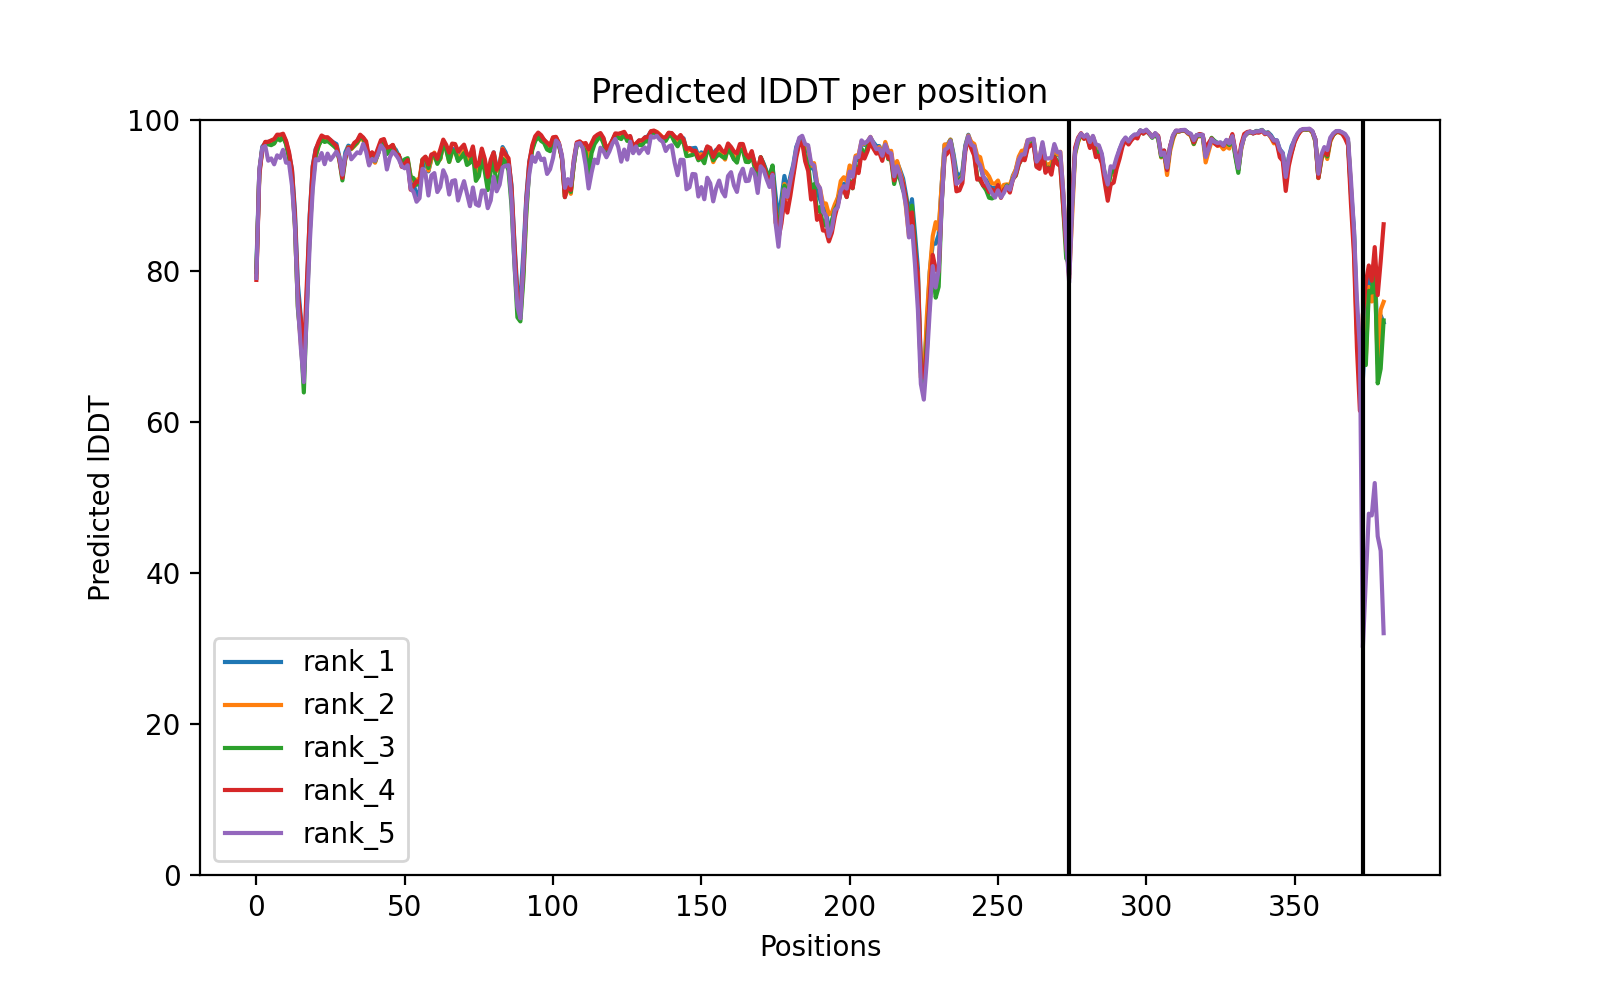 Predicted lDDT per position
100
80
60
40
20
0
Predicted lDDT
rank_1
rank_2
rank_3
rank_4
rank_5
0 50 100 150 200 250 300 350
Positions